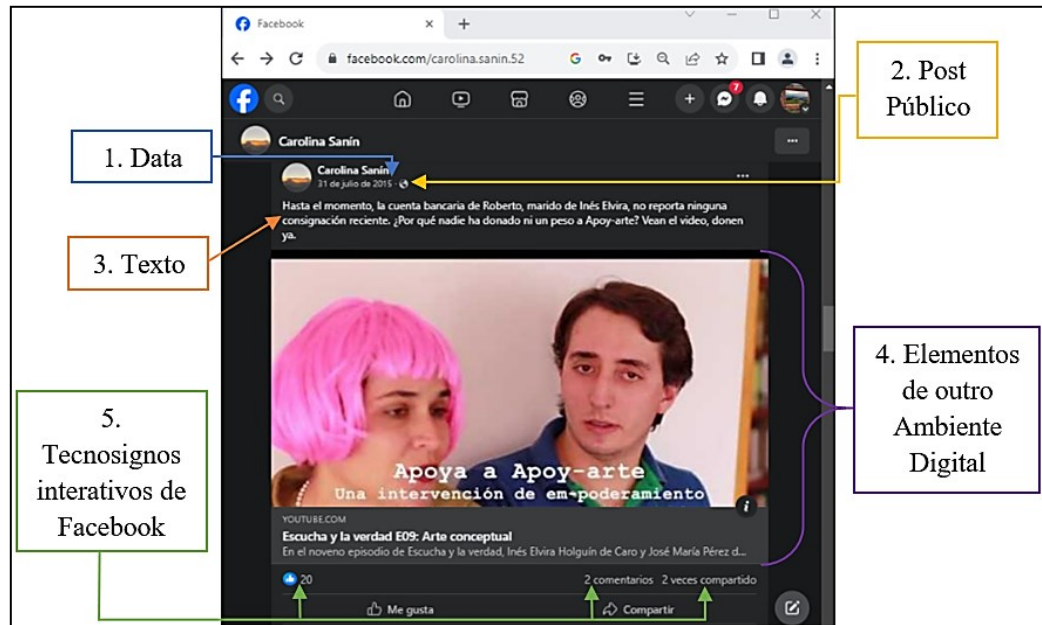 Facebook
facebook.com/carolina.sanin.52
7
Carolina Sanín
Carolina Sanín
31 de julio de 2015 ·
Hasta el momento, la cuenta bancaria de Roberto, marido de Inés Elvira, no reporta ninguna
consignación reciente. ¿Por qué nadie ha donado ni un peso a Apoy-arte? Vean el video, donen
ya.
Apoya a Apoy-arte
Una intervención de em-poderamiento
YOUTUBE.COM
Escucha y la verdad E09: Arte conceptual
En el noveno episodio de Escucha y la verdad, Inés Elvira Holguín de Caro y José María Pérez d...
20
2 comentarios 2 veces compartido
Me gusta
Compartir
1. Data
2. Post
Público
3. Texto
4. Elementos
de outro
Ambiente
Digital
5.
Tecnosignos
interativos de
Facebook